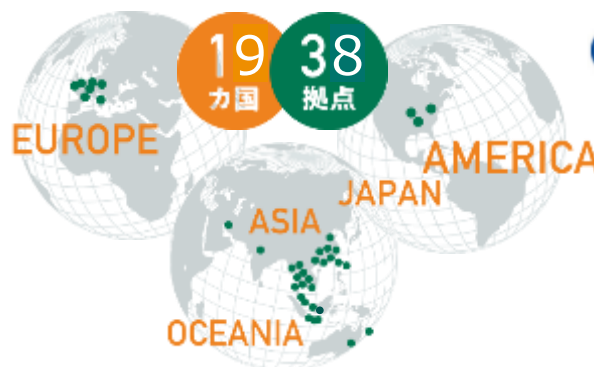 19
カ国
38
拠点
EUROPE
AMERICA
JAPAN
ASIA
OCEANIA